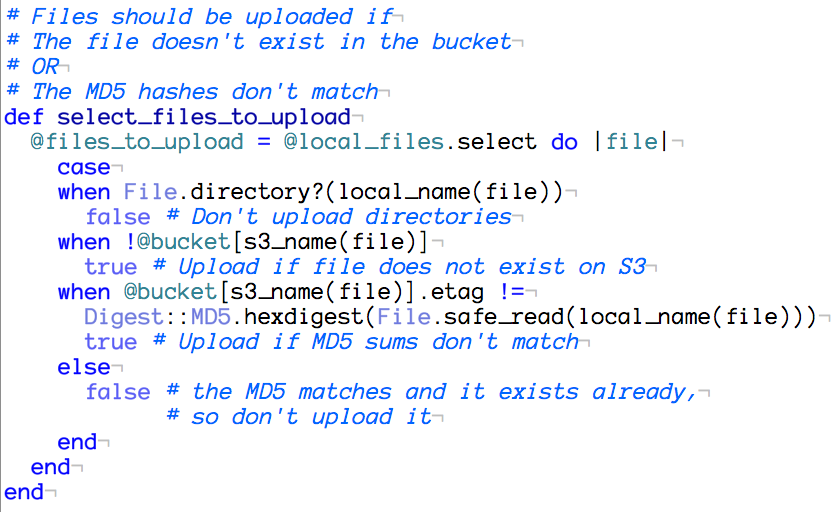 # Files should be uploaded if¬
# The file doesn't exist in the bucket¬
# OR¬
# The MD5 hashes don't match¬
def select_files_to_upload¬
  @files_to_upload = @local_files.select do |file|¬
    case¬
    when File.directory?(local_name(file))¬
      false # Don't upload directories¬
    when !@bucket[s3_name(file)]¬
      true # Upload if file does not exist on S3¬
    when @bucket[s3_name(file)].etag !=¬
      Digest::MD5.hexdigest(File.safe_read(local_name(file)))¬
      true # Upload if MD5 sums don't match¬
    else¬
      false # the MD5 matches and it exists already,¬
            # so don't upload it¬
    end¬
  end¬
end¬